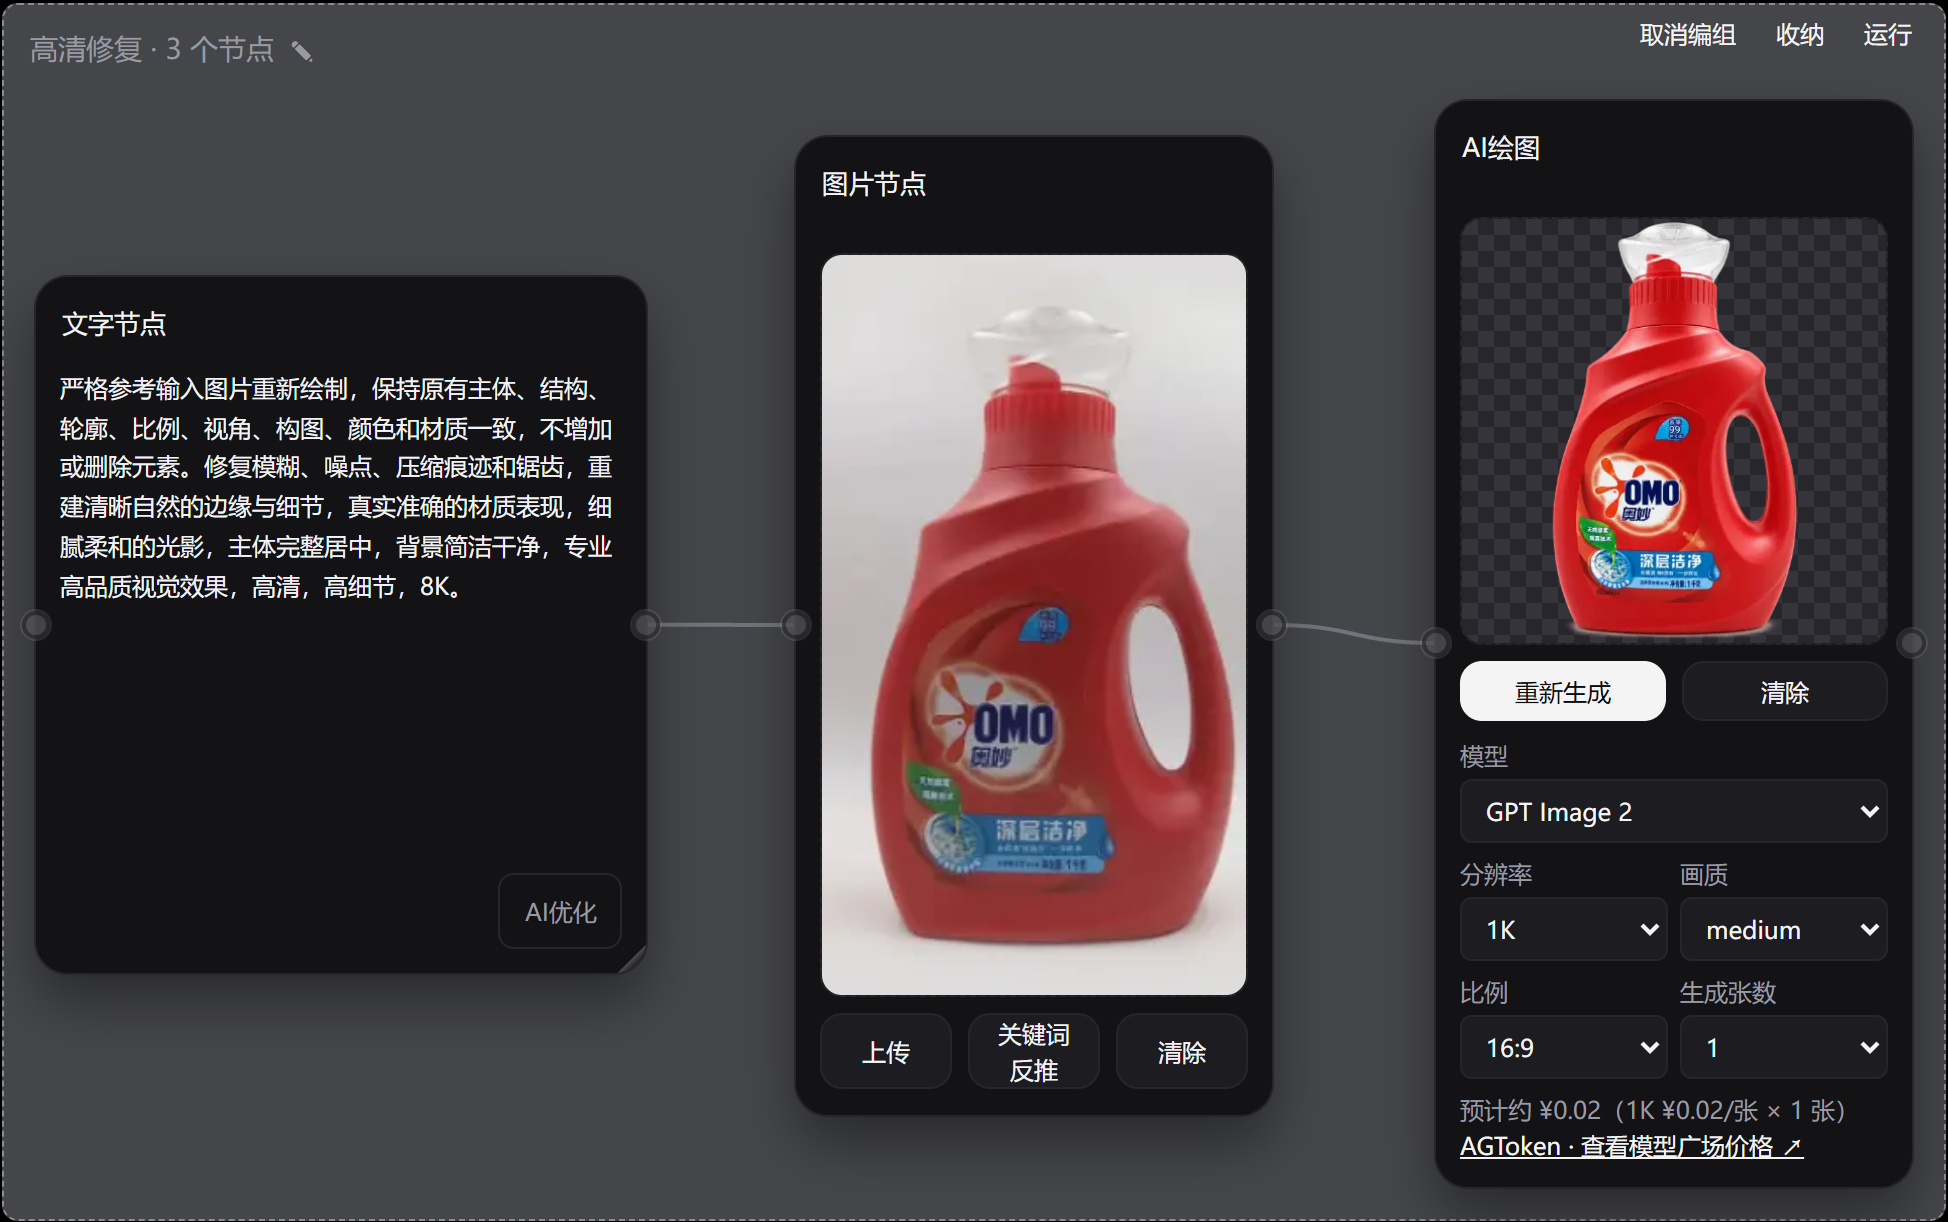 高清修复 · 3 个节点
取消编组 收纳 运行
文字节点
严格参考输入图片重新绘制，保持原有主体、结构、
轮廓、比例、视角、构图、颜色和材质一致，不增加
或删除元素。修复模糊、噪点、压缩痕迹和锯齿，重
建清晰自然的边缘与细节，真实准确的材质表现，细
腻柔和的光影，主体完整居中，背景简洁干净，专业
高品质视觉效果，高清，高细节，8K。
AI优化
图片节点
99
OMO
奥妙
深层洁净
上传
关键词
反推
清除
AI绘图
99
OMO
奥妙
深层洁净
净含量:1千克
重新生成
清除
模型
GPT Image 2
分辨率
画质
1K
medium
比例
生成张数
16:9
1
预计约 ¥0.02（1K ¥0.02/张 × 1 张）
AGToken · 查看模型广场价格 ↗